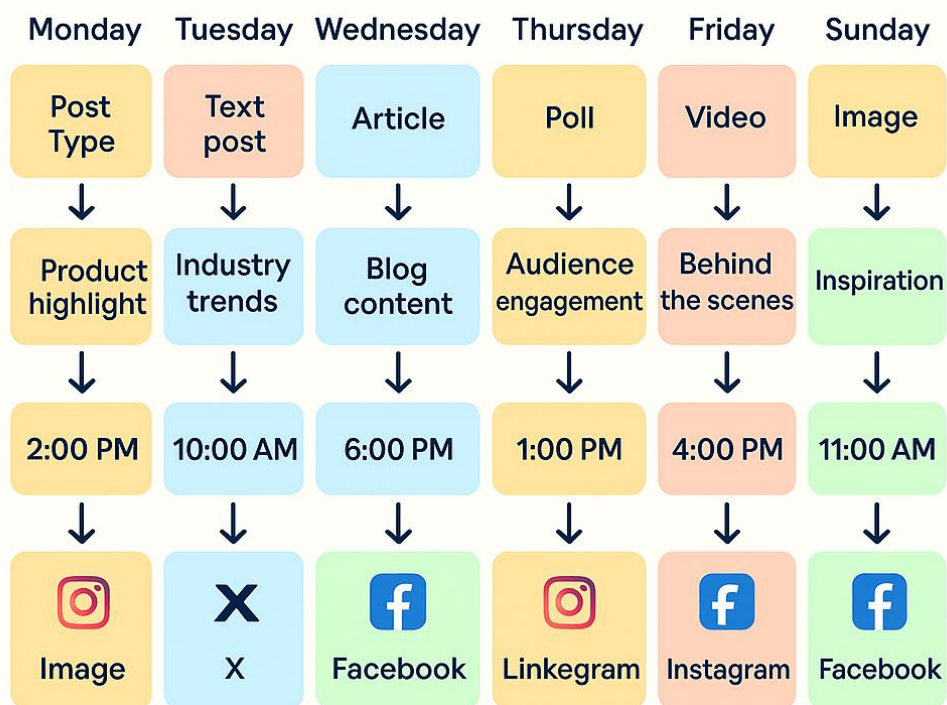 Monday Tuesday Wednesday Thursday Friday Sunday
Post
Type
Text
post
Article
Poll
Video
Image
Product
highlight
Industry
trends
Blog
content
Audience
engagement
Behind
the scenes
Inspiration
2:00 PM
10:00 AM
6:00 PM
1:00 PM
4:00 PM
11:00 AM
Image
X
X
Facebook
Linkegram
Instagram
Facebook